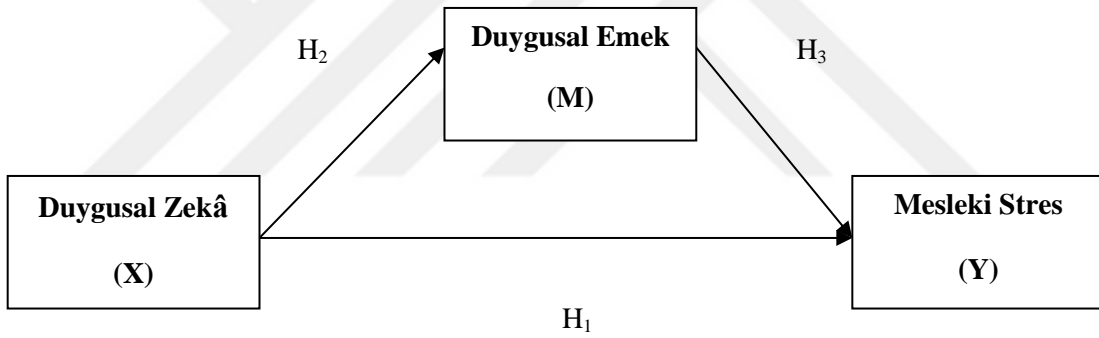 Duygusal Emek
(M)
H₂
H₃
Duygusal Zekâ
(X)
Mesleki Stres
(Y)
H₁